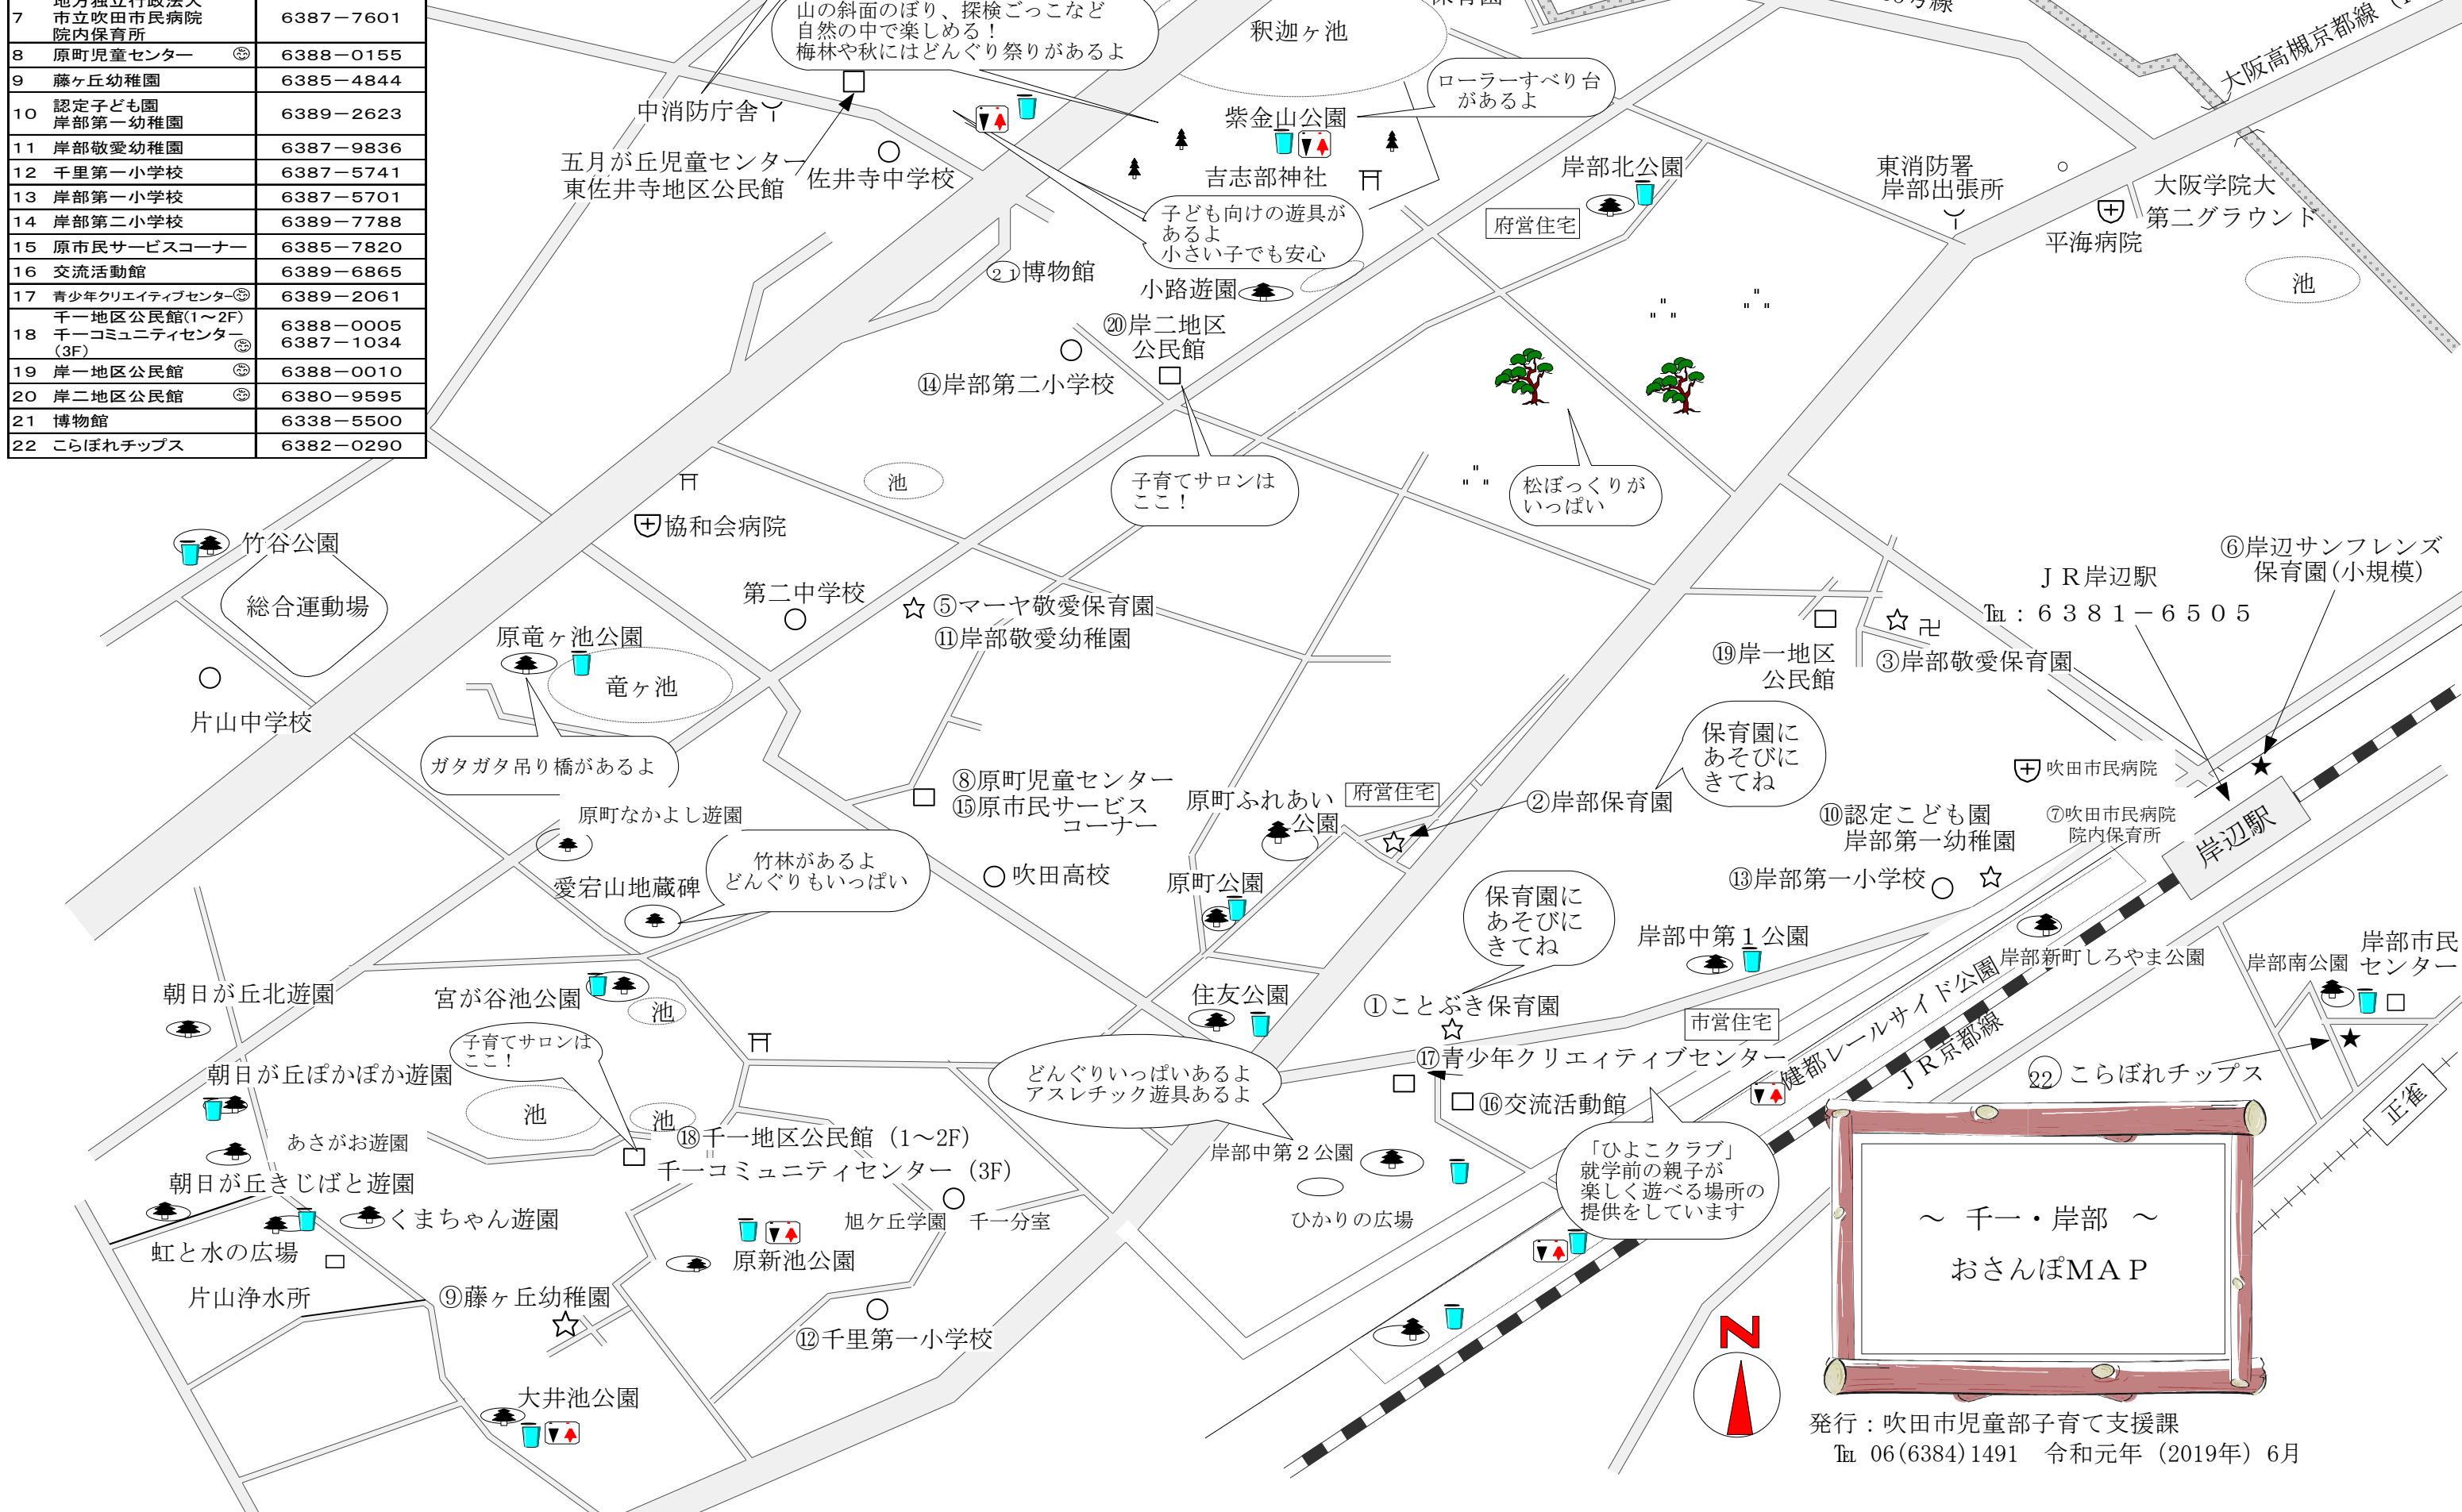 7 市立吹田市民病院 6387-7601
院内保育所
8 原町児童センター 6388-0155
9 藤ヶ丘幼稚園 6385-4844
10 認定子ども園 6389-2623
岸部第一幼稚園
11 岸部敬愛幼稚園 6387-9836
12 千里第一小学校 6387-5741
13 岸部第一小学校 6387-5701
14 岸部第二小学校 6389-7788
15 原市民サービスコーナー 6385-7820
16 交流活動館 6389-6865
17 青少年クリエイティブセンター 6389-2061
千一地区公民館(1～2F) 6388-0005
18 千一コミュニティセンター 6387-1034
(3F)
19 岸一地区公民館 6388-0010
20 岸二地区公民館 6380-9595
21 博物館 6338-5500
22 こらぼれチップス 6382-0290
山の斜面のぼり、探検ごっこなど
自然の中で楽しめる！
梅林や秋にはどんぐり祭りがあるよ
釈迦ヶ池
大阪高槻京都線
ローラーすべり台
があるよ
中消防庁舎
紫金山公園
五月が丘児童センター
東佐井寺地区公民館
佐井寺中学校
吉志部神社
岸部北公園
府営住宅
東消防署
岸部出張所
大阪学院大
第二グラウンド
平海病院
池
子ども向けの遊具が
あるよ
小さい子でも安心
㉑博物館
小路遊園
⑳岸二地区
公民館
⑭岸部第二小学校
池
子育てサロンは
ここ！
松ぼっくりが
いっぱい
竹谷公園
総合運動場
協和会病院
第二中学校
⑤マーヤ敬愛保育園
⑪岸部敬愛幼稚園
原竜ヶ池公園
竜ヶ池
片山中学校
ガタガタ吊り橋があるよ
⑥岸辺サンフレンズ
保育園(小規模)
ＪＲ岸辺駅
℡：６３８１－６５０５
⑲岸一地区
公民館
③岸部敬愛保育園
保育園に
あそびに
きてね
吹田市民病院
⑧原町児童センター
⑮原市民サービス
コーナー
原町ふれあい
公園
府営住宅
②岸部保育園
⑩認定こども園
岸部第一幼稚園
⑦吹田市民病院
院内保育所
岸辺駅
原町なかよし遊園
竹林があるよ
どんぐりもいっぱい
愛宕山地蔵碑
吹田高校
原町公園
⑬岸部第一小学校
保育園に
あそびに
きてね
岸部中第１公園
岸部新町しろやま公園
岸部南公園
岸部市民
センター
朝日が丘北遊園
宮が谷池公園
池
住友公園
①ことぶき保育園
市営住宅
健都レールサイド公園
ＪＲ京都線
子育てサロンは
ここ！
朝日が丘ぽかぽか遊園
池
池
どんぐりいっぱいあるよ
アスレチック遊具あるよ
⑰青少年クリエィティブセンター
⑯交流活動館
㉒こらぼれチップス
正雀
あさがお遊園
⑱千一地区公民館（1～2F）
千一コミュニティセンター（3F）
岸部中第２公園
「ひよこクラブ」
就学前の親子が
楽しく遊べる場所の
提供をしています
朝日が丘きじばと遊園
くまちゃん遊園
虹と水の広場
旭ケ丘学園　千一分室
ひかりの広場
原新池公園
片山浄水所
⑨藤ヶ丘幼稚園
⑫千里第一小学校
大井池公園
～ 千一・岸部 ～
おさんぽＭＡＰ
N
発行：吹田市児童部子育て支援課
℡ 06(6384)1491　令和元年（2019年）6月